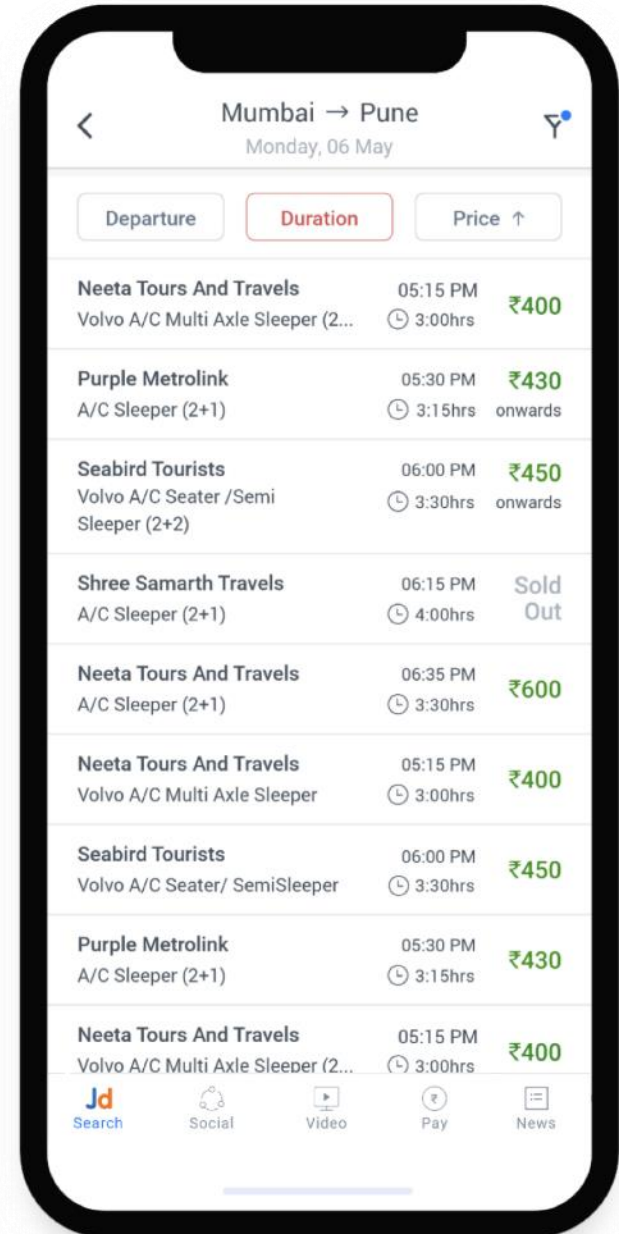 Mumbai → Pune
Monday, 06 May
Departure Duration Price ↑
Neeta Tours And Travels 05:15 PM ₹400
Volvo A/C Multi Axle Sleeper (2... 3:00hrs
Purple Metrolink 05:30 PM ₹430
A/C Sleeper (2+1) 3:15hrs onwards
Seabird Tourists 06:00 PM ₹450
Volvo A/C Seater /Semi 3:30hrs onwards
Sleeper (2+2)
Shree Samarth Travels 06:15 PM Sold
A/C Sleeper (2+1) 4:00hrs Out
Neeta Tours And Travels 06:35 PM ₹600
A/C Sleeper (2+1) 3:30hrs
Neeta Tours And Travels 05:15 PM ₹400
Volvo A/C Multi Axle Sleeper 3:00hrs
Seabird Tourists 06:00 PM ₹450
Volvo A/C Seater/ SemiSleeper 3:30hrs
Purple Metrolink 05:30 PM ₹430
A/C Sleeper (2+1) 3:15hrs
Neeta Tours And Travels 05:15 PM ₹400
Volvo A/C Multi Axle Sleeper (2... 3:00hrs
Jd ₹
Search Social Video Pay News